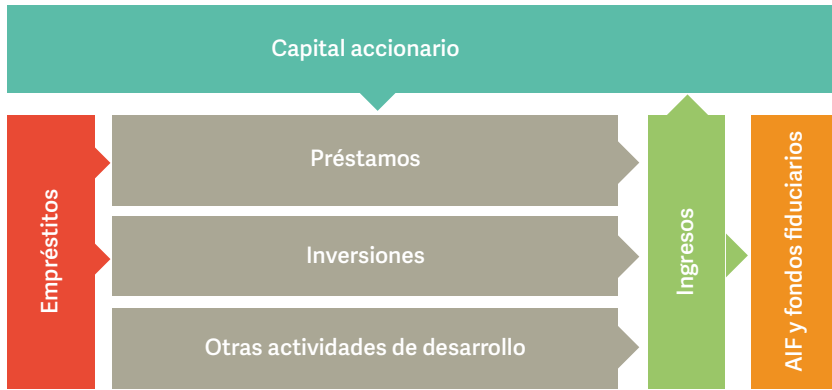 Capital accionario
Empréstitos
Préstamos
Inversiones
Otras actividades de desarrollo
Ingresos
AIF y fondos fiduciarios